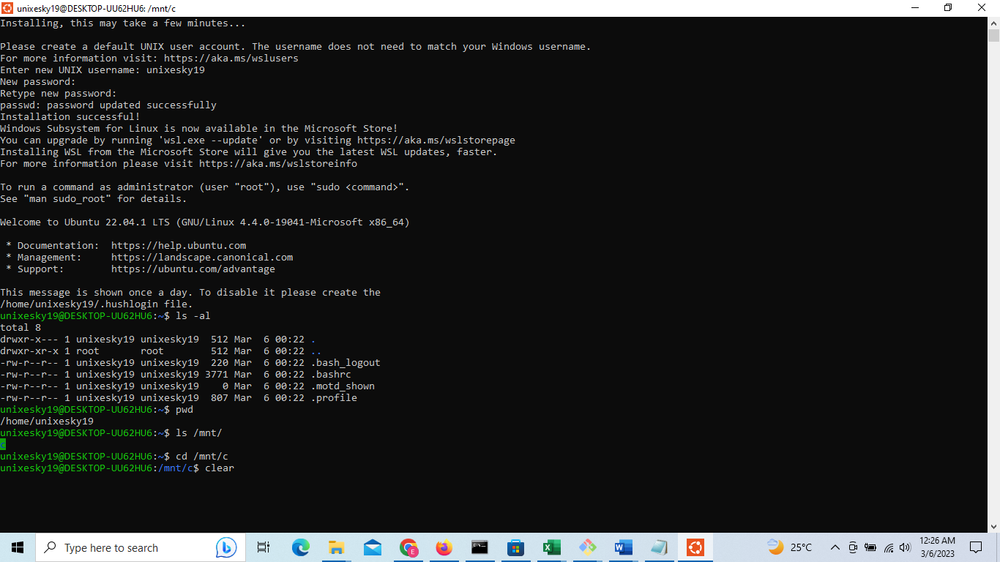 unixesky19@DESKTOP-UU62HU6: /mnt/c
Installing, this may take a few minutes...
Please create a default UNIX user account. The username does not need to match your Windows username.
For more information visit: https://aka.ms/wslusers
Enter new UNIX username: unixesky19
New password:
Retype new password:
passwd: password updated successfully
Installation successful!
Windows Subsystem for Linux is now available in the Microsoft Store!
You can upgrade by running 'wsl.exe --update' or by visiting https://aka.ms/wslstorepage
Installing WSL from the Microsoft Store will give you the latest WSL updates, faster.
For more information please visit https://aka.ms/wslstoreinfo
To run a command as administrator (user "root"), use "sudo <command>".
See "man sudo_root" for details.
Welcome to Ubuntu 22.04.1 LTS (GNU/Linux 4.4.0-19041-Microsoft x86_64)
* Documentation:  https://help.ubuntu.com
* Management:     https://landscape.canonical.com
* Support:        https://ubuntu.com/advantage
This message is shown once a day. To disable it please create the
/home/unixesky19/.hushlogin file.
unixesky19@DESKTOP-UU62HU6:~$ ls -al
total 8
drwxr-x--- 1 unixesky19 unixesky19  512 Mar  6 00:22 .
drwxr-xr-x 1 root       root        512 Mar  6 00:22 ..
-rw-r--r-- 1 unixesky19 unixesky19  220 Mar  6 00:22 .bash_logout
-rw-r--r-- 1 unixesky19 unixesky19 3771 Mar  6 00:22 .bashrc
-rw-r--r-- 1 unixesky19 unixesky19    0 Mar  6 00:22 .motd_shown
-rw-r--r-- 1 unixesky19 unixesky19  807 Mar  6 00:22 .profile
unixesky19@DESKTOP-UU62HU6:~$ pwd
/home/unixesky19
unixesky19@DESKTOP-UU62HU6:~$ ls /mnt/
c
unixesky19@DESKTOP-UU62HU6:~$ cd /mnt/c
unixesky19@DESKTOP-UU62HU6:/mnt/c$ clear
Type here to search
E
25°C
12:26 AM
3/6/2023